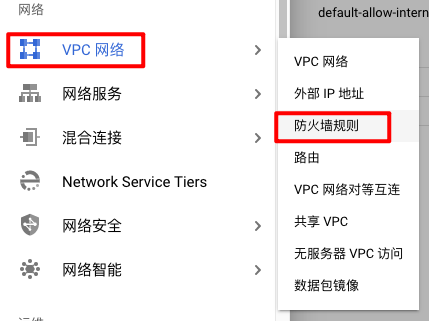 网络
VPC 网络
网络服务
混合连接
Network Service Tiers
网络安全
网络智能
运维
default-allow-intern
VPC 网络
外部 IP 地址
防火墙规则
路由
VPC 网络对等互连
共享 VPC
无服务器 VPC 访问
数据包镜像